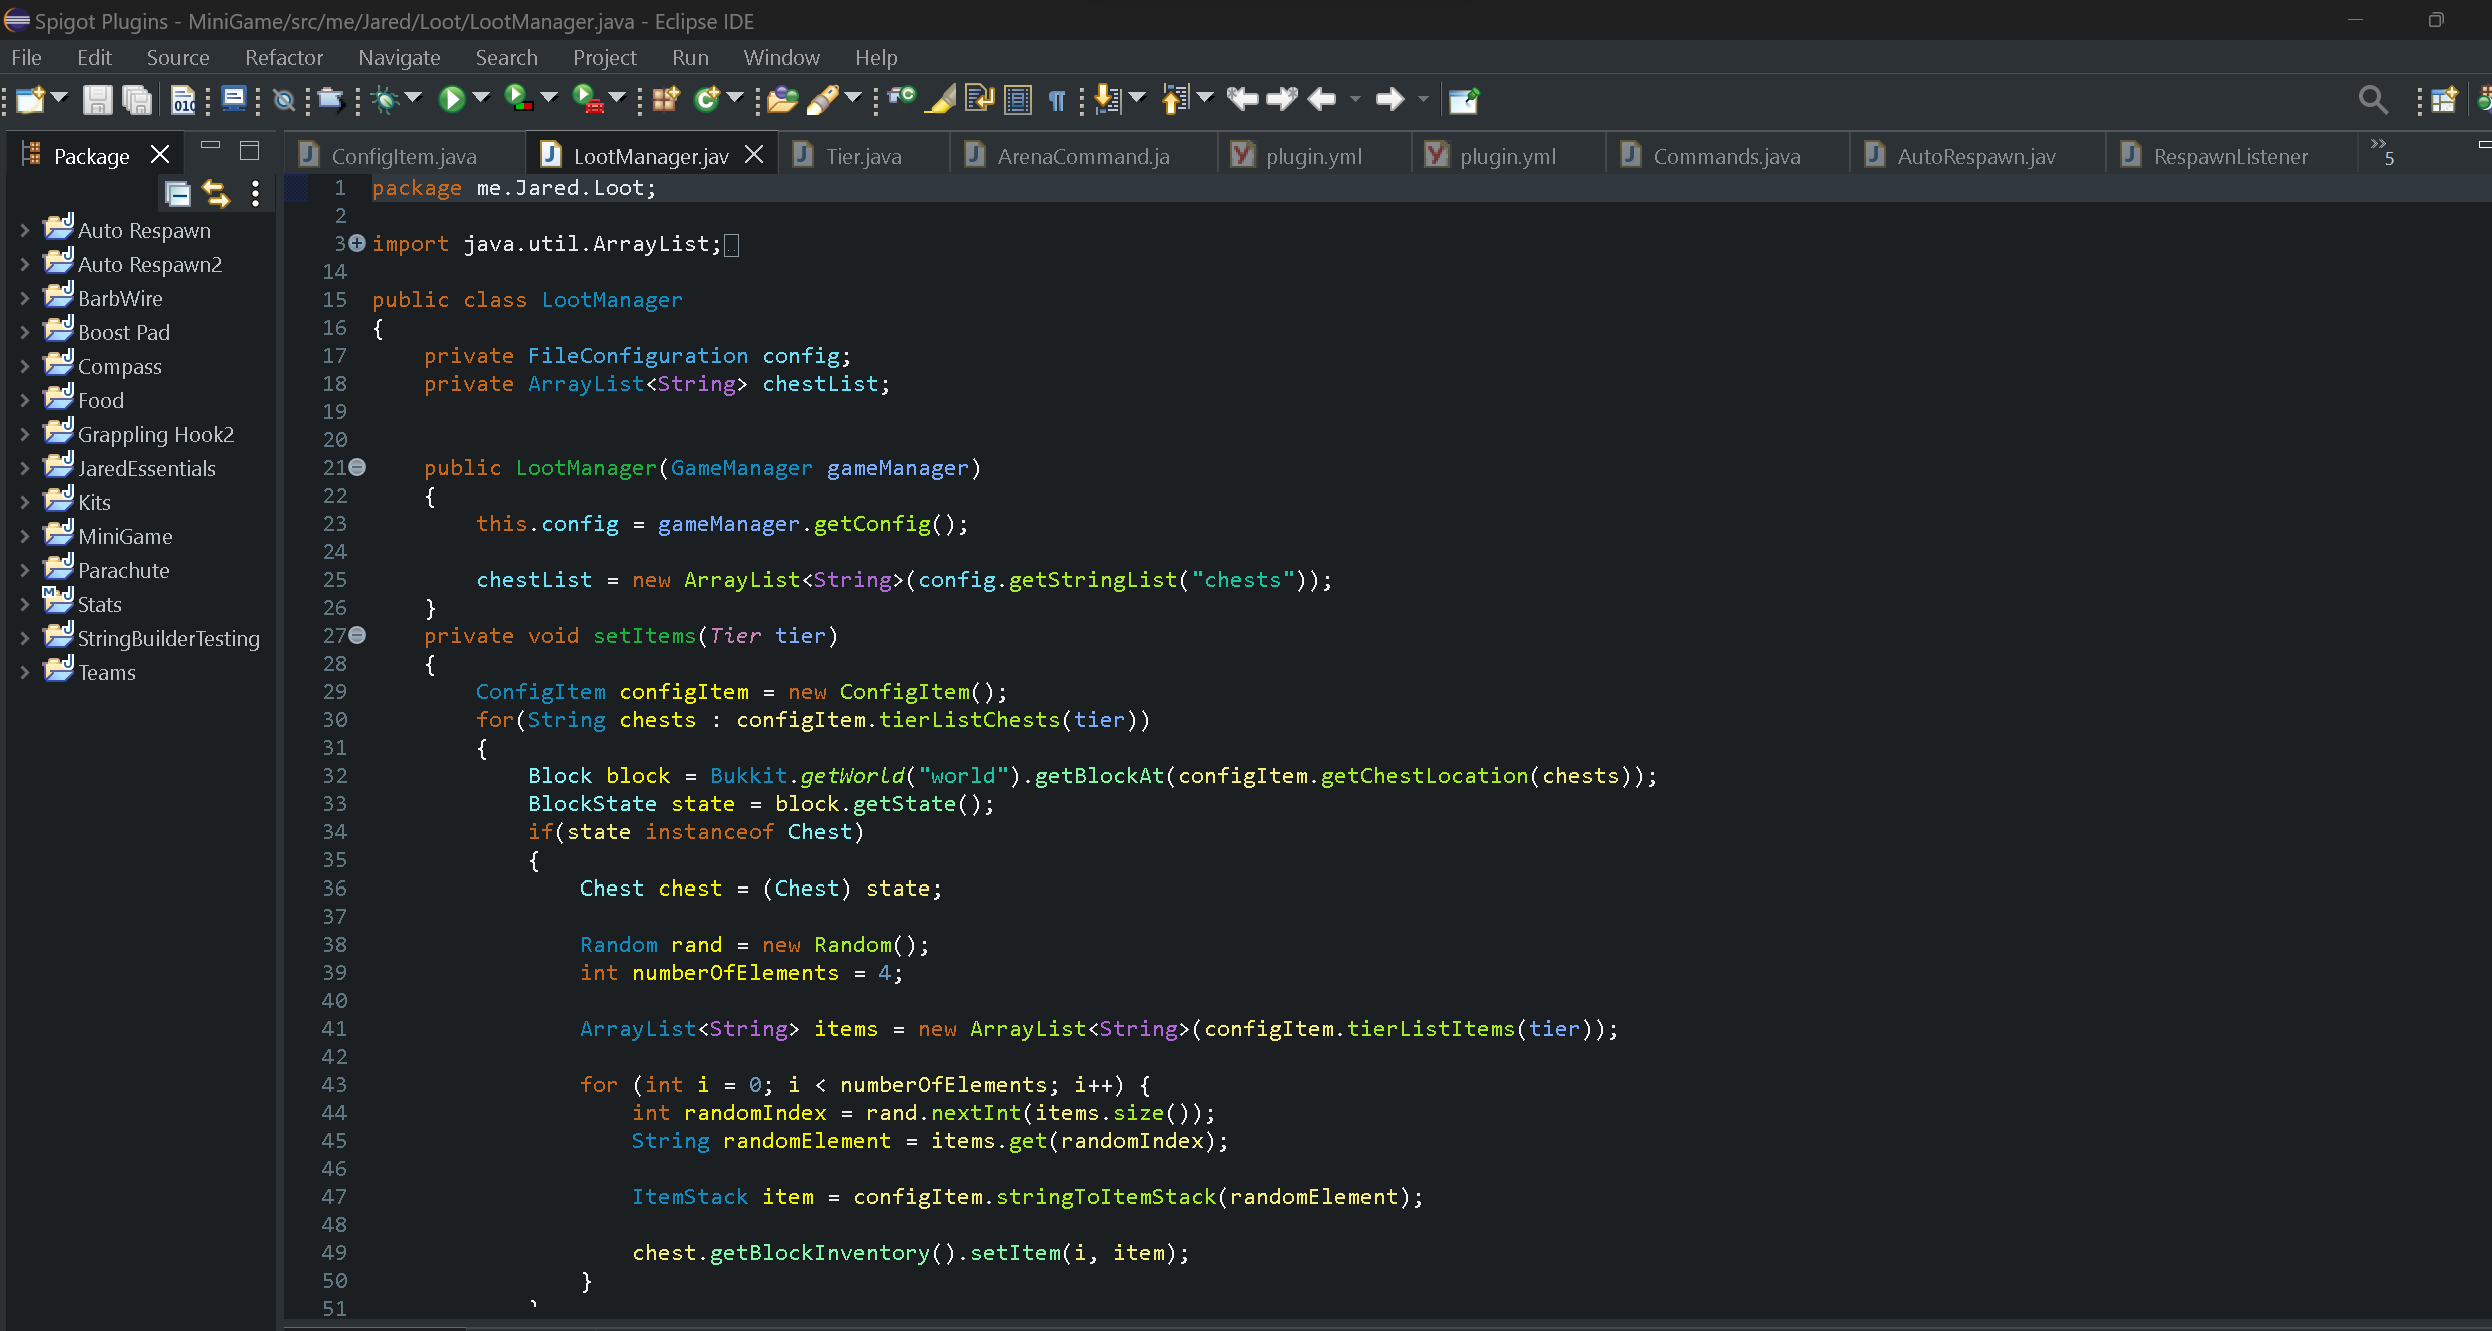 Spigot Plugins - MiniGame/src/me/Jared/Loot/LootManager.java - Eclipse IDE
File Edit Source Refactor Navigate Search Project Run Window Help
Package
ConfigItem.java LootManager.jav Tier.java ArenaCommand.ja plugin.yml plugin.yml Commands.java AutoRespawn.jav RespawnListener »5
Auto Respawn
Auto Respawn2
BarbWire
Boost Pad
Compass
Food
Grappling Hook2
JaredEssentials
Kits
MiniGame
Parachute
Stats
StringBuilderTesting
Teams
1 package me.Jared.Loot;
2
3 import java.util.ArrayList;
14
15 public class LootManager
16 {
17 private FileConfiguration config;
18 private ArrayList<String> chestList;
19
20
21 public LootManager(GameManager gameManager)
22 {
23 this.config = gameManager.getConfig();
24
25 chestList = new ArrayList<String>(config.getStringList("chests"));
26 }
27 private void setItems(Tier tier)
28 {
29 ConfigItem configItem = new ConfigItem();
30 for(String chests : configItem.tierListChests(tier))
31 {
32 Block block = Bukkit.getWorld("world").getBlockAt(configItem.getChestLocation(chests));
33 BlockState state = block.getState();
34 if(state instanceof Chest)
35 {
36 Chest chest = (Chest) state;
37
38 Random rand = new Random();
39 int numberOfElements = 4;
40
41 ArrayList<String> items = new ArrayList<String>(configItem.tierListItems(tier));
42
43 for (int i = 0; i < numberOfElements; i++) {
44 int randomIndex = rand.nextInt(items.size());
45 String randomElement = items.get(randomIndex);
46
47 ItemStack item = configItem.stringToItemStack(randomElement);
48
49 chest.getBlockInventory().setItem(i, item);
50 }
51